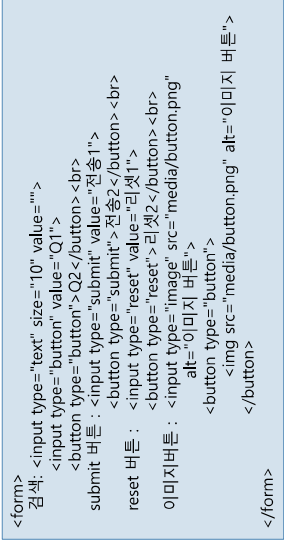 <form>
검색: <input type="text" size="10" value="">
<input type="button" value="Q1">
<button type="button">Q2</button><br>
submit 버튼 : <input type="submit" value="전송1">
<button type="submit">전송2</button><br>
reset 버튼 : <input type="reset" value="리셋1">
<button type="reset">리셋2</button><br>
이미지버튼 : <input type="image" src="media/button.png"
alt="이미지 버튼">
<button type="button">
<img src="media/button.png" alt="이미지 버튼">
</button>
</form>